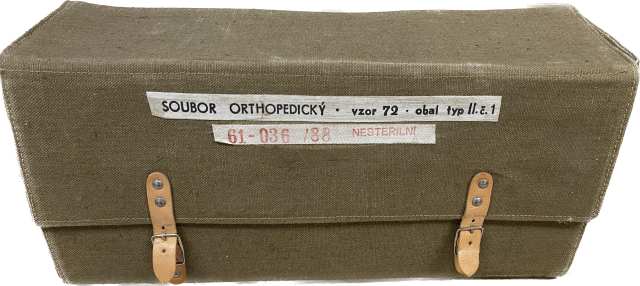 SOUBOR ORTHOPEDICKÝ · vzor 72 · obal typ II.č.1
61-036 /88 NESTERILNÍ